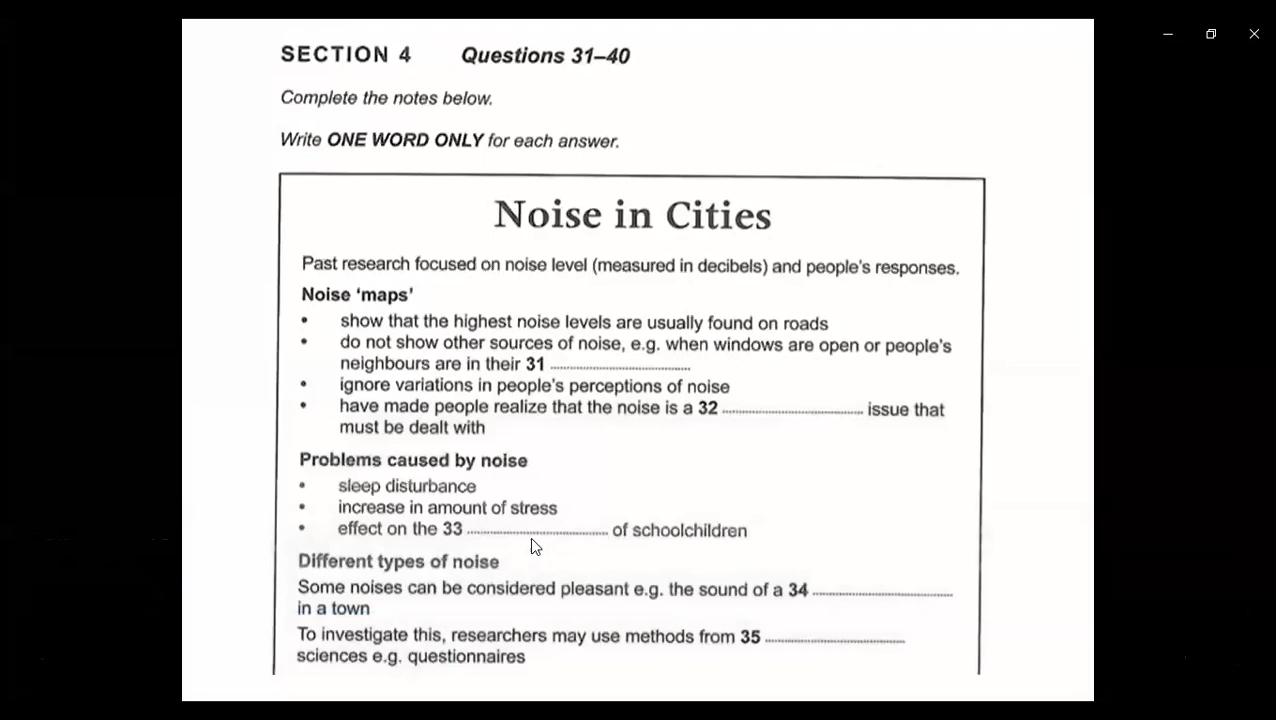 SECTION 4 Questions 31–40
Complete the notes below.
Write ONE WORD ONLY for each answer.
Noise in Cities
Past research focused on noise level (measured in decibels) and people's responses.
Noise 'maps'
• show that the highest noise levels are usually found on roads
• do not show other sources of noise, e.g. when windows are open or people's
neighbours are in their 31 ....................
• ignore variations in people's perceptions of noise
• have made people realize that the noise is a 32 .................... issue that
must be dealt with
Problems caused by noise
• sleep disturbance
• increase in amount of stress
• effect on the 33 .................... of schoolchildren
Different types of noise
Some noises can be considered pleasant e.g. the sound of a 34 ....................
in a town
To investigate this, researchers may use methods from 35 ....................
sciences e.g. questionnaires